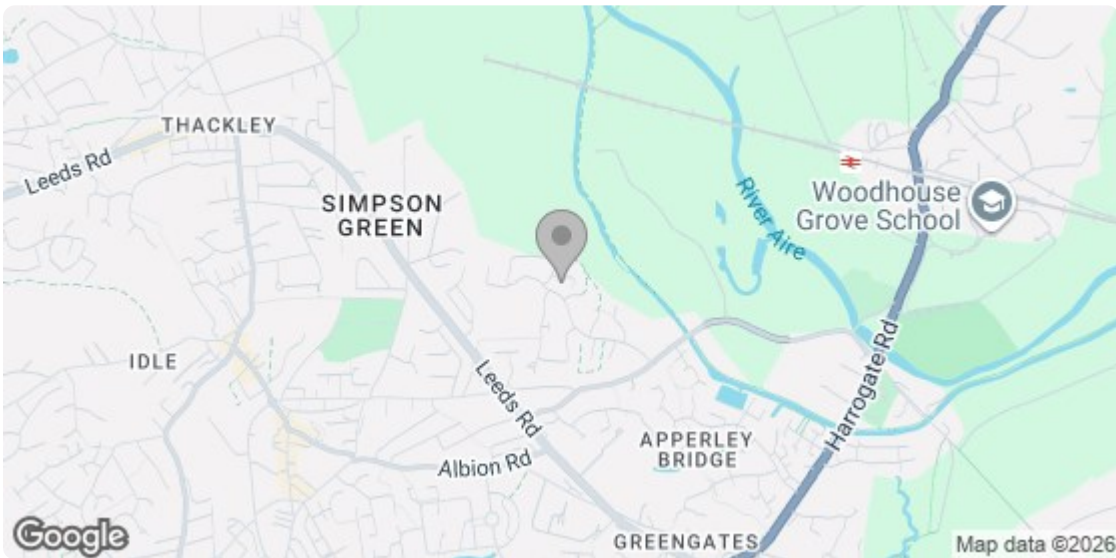 THACKLEY
Leeds Rd
SIMPSON
GREEN
Woodhouse
Grove School
River Aire
IDLE
Leeds Rd
Harrogate Rd
APPERLEY
BRIDGE
Albion Rd
GREENGATES
Google
Map data ©2026